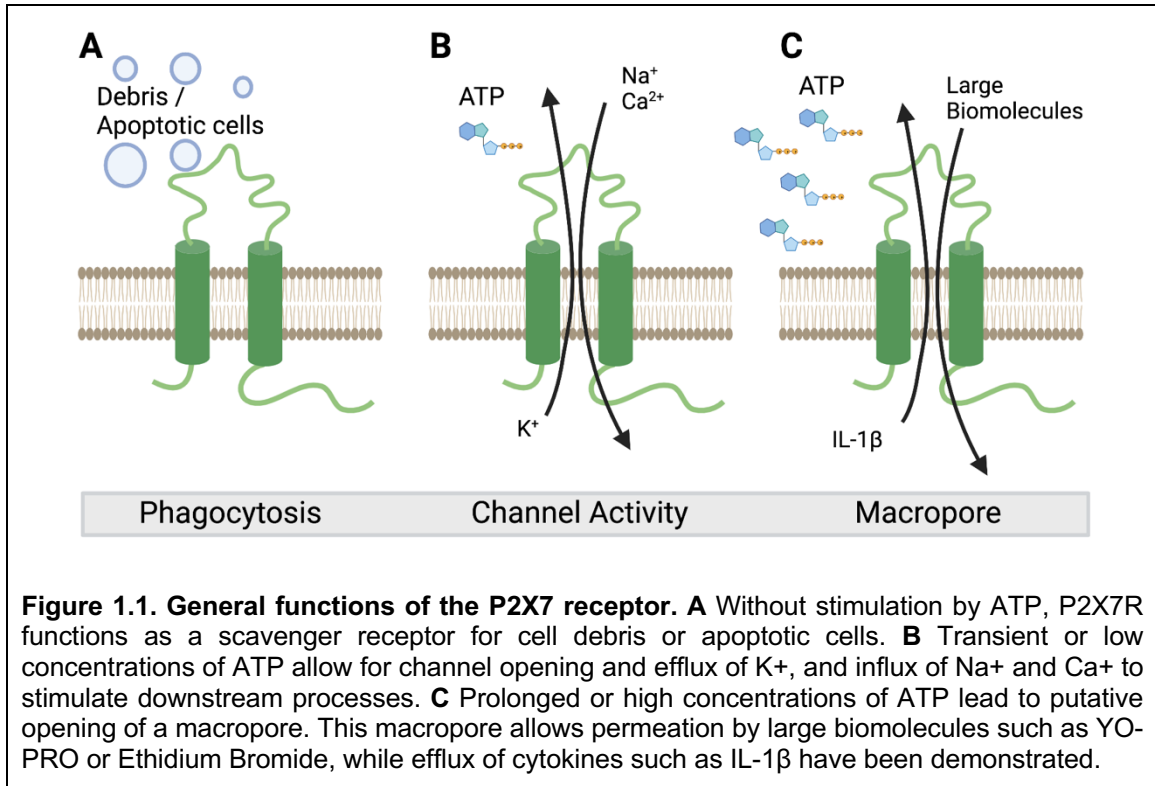 A
B
C
Debris /
Apoptotic cells
ATP
Na⁺
Ca²⁺
ATP
Large
Biomolecules
K⁺
IL-1β
Phagocytosis
Channel Activity
Macropore
Figure 1.1. General functions of the P2X7 receptor. A Without stimulation by ATP, P2X7R
functions as a scavenger receptor for cell debris or apoptotic cells. B Transient or low
concentrations of ATP allow for channel opening and efflux of K+, and influx of Na+ and Ca+ to
stimulate downstream processes. C Prolonged or high concentrations of ATP lead to putative
opening of a macropore. This macropore allows permeation by large biomolecules such as YO-
PRO or Ethidium Bromide, while efflux of cytokines such as IL-1β have been demonstrated.